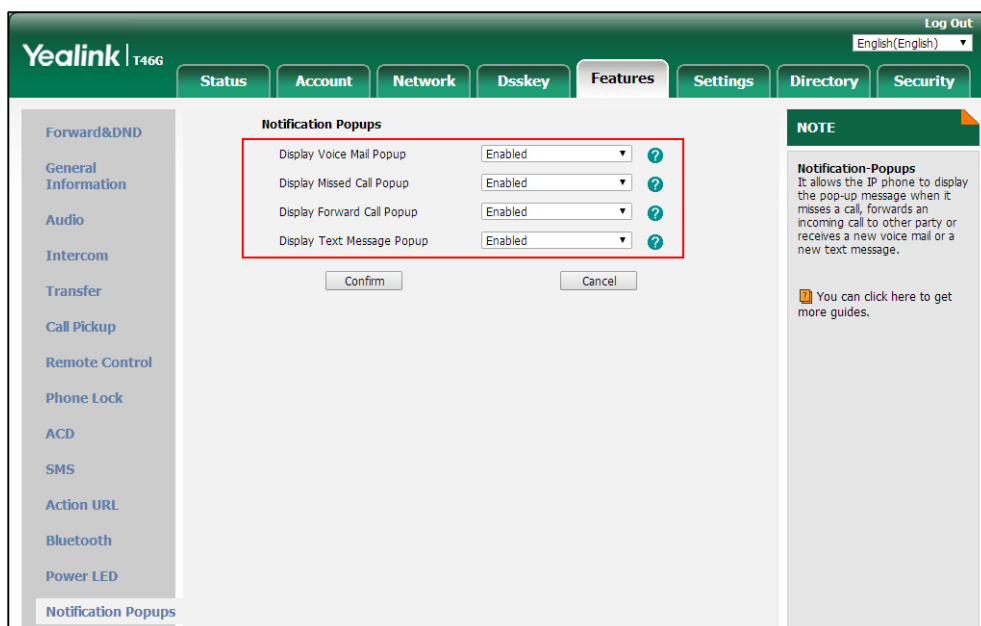 Log Out
Yealink | T46G
English(English)
Status Account Network Dsskey Features Settings Directory Security
Forward&DND
General
Information
Audio
Intercom
Transfer
Call Pickup
Remote Control
Phone Lock
ACD
SMS
Action URL
Bluetooth
Power LED
Notification Popups
Notification Popups
Display Voice Mail Popup Enabled ?
Display Missed Call Popup Enabled ?
Display Forward Call Popup Enabled ?
Display Text Message Popup Enabled ?
Confirm Cancel
NOTE
Notification-Popups
It allows the IP phone to display
the pop-up message when it
misses a call, forwards an
incoming call to other party or
receives a new voice mail or a
new text message.
? You can click here to get
more guides.